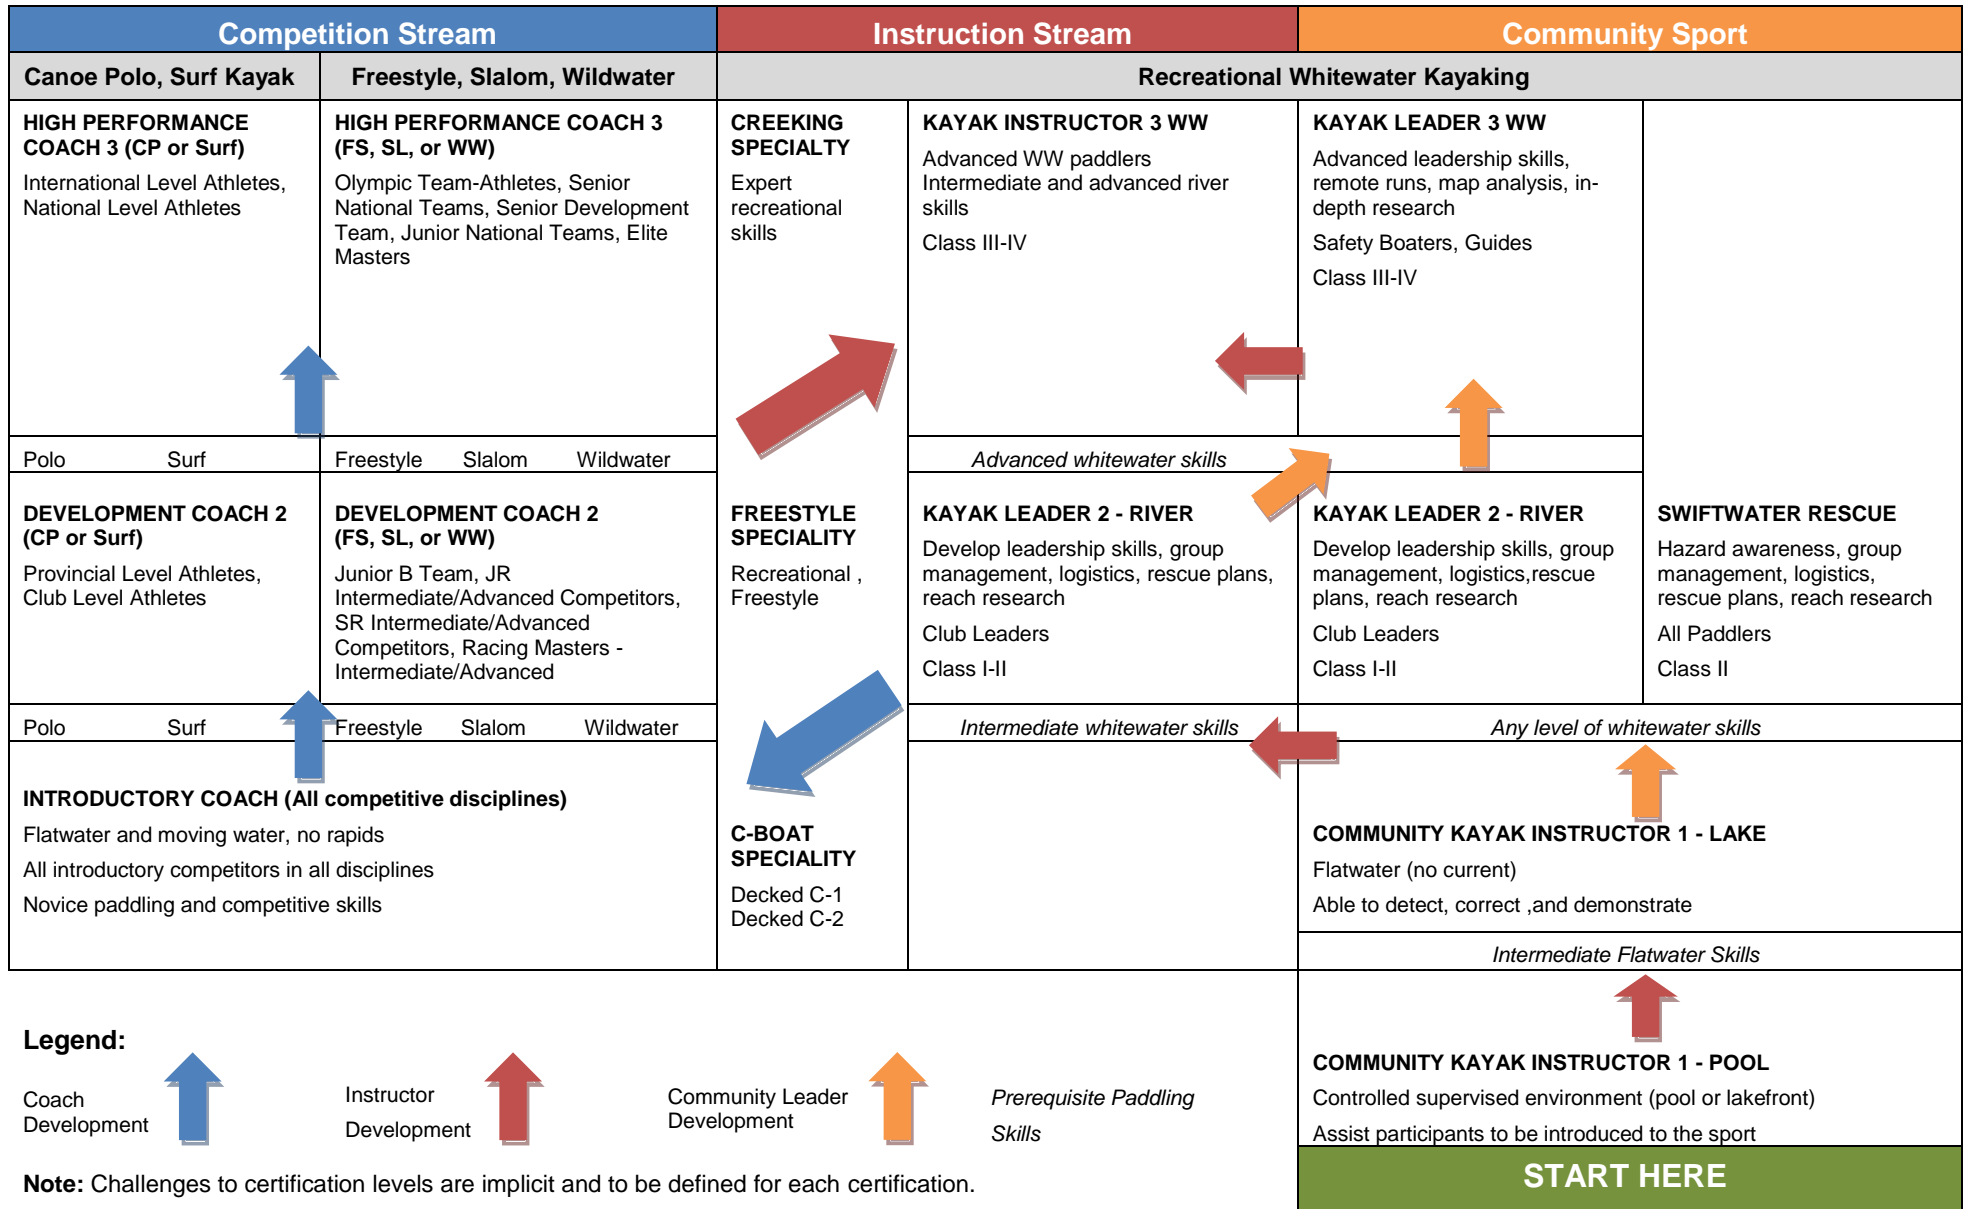 Competition Stream
Instruction Stream
Community Sport
Canoe Polo, Surf Kayak
Freestyle, Slalom, Wildwater
Recreational Whitewater Kayaking
HIGH PERFORMANCE
COACH 3 (CP or Surf)
International Level Athletes,
National Level Athletes
HIGH PERFORMANCE COACH 3
(FS, SL, or WW)
Olympic Team-Athletes, Senior
National Teams, Senior Development
Team, Junior National Teams, Elite
Masters
CREEKING
SPECIALTY
Expert
recreational
skills
KAYAK INSTRUCTOR 3 WW
Advanced WW paddlers
Intermediate and advanced river
skills
Class III-IV
KAYAK LEADER 3 WW
Advanced leadership skills,
remote runs, map analysis, in-
depth research
Safety Boaters, Guides
Class III-IV
Polo Surf
Freestyle Slalom Wildwater
Advanced whitewater skills
DEVELOPMENT COACH 2
(CP or Surf)
Provincial Level Athletes,
Club Level Athletes
DEVELOPMENT COACH 2
(FS, SL, or WW)
Junior B Team, JR
Intermediate/Advanced Competitors,
SR Intermediate/Advanced
Competitors, Racing Masters -
Intermediate/Advanced
FREESTYLE
SPECIALITY
Recreational ,
Freestyle
KAYAK LEADER 2 - RIVER
Develop leadership skills, group
management, logistics, rescue plans,
reach research
Club Leaders
Class I-II
KAYAK LEADER 2 - RIVER
Develop leadership skills, group
management, logistics,rescue
plans, reach research
Club Leaders
Class I-II
SWIFTWATER RESCUE
Hazard awareness, group
management, logistics,
rescue plans, reach research
All Paddlers
Class II
Polo Surf
Freestyle Slalom Wildwater
Intermediate whitewater skills
Any level of whitewater skills
INTRODUCTORY COACH (All competitive disciplines)
Flatwater and moving water, no rapids
All introductory competitors in all disciplines
Novice paddling and competitive skills
C-BOAT
SPECIALITY
Decked C-1
Decked C-2
COMMUNITY KAYAK INSTRUCTOR 1 - LAKE
Flatwater (no current)
Able to detect, correct ,and demonstrate
Intermediate Flatwater Skills
COMMUNITY KAYAK INSTRUCTOR 1 - POOL
Controlled supervised environment (pool or lakefront)
Assist participants to be introduced to the sport
START HERE
Legend:
Coach
Development
Instructor
Development
Community Leader
Development
Prerequisite Paddling
Skills
Note: Challenges to certification levels are implicit and to be defined for each certification.